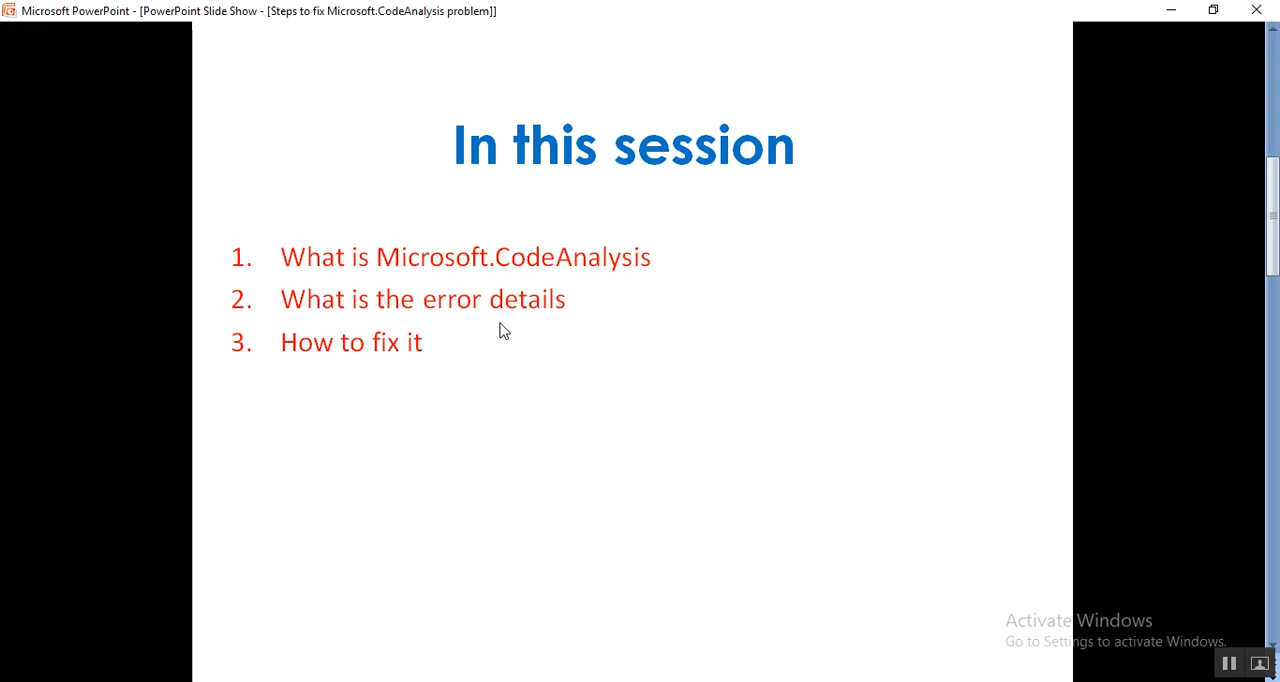 Microsoft PowerPoint - [PowerPoint Slide Show - [Steps to fix Microsoft.CodeAnalysis problem]]
In this session
1. What is Microsoft.CodeAnalysis
2. What is the error details
3. How to fix it
Activate Windows
Go to Settings to activate Windows.